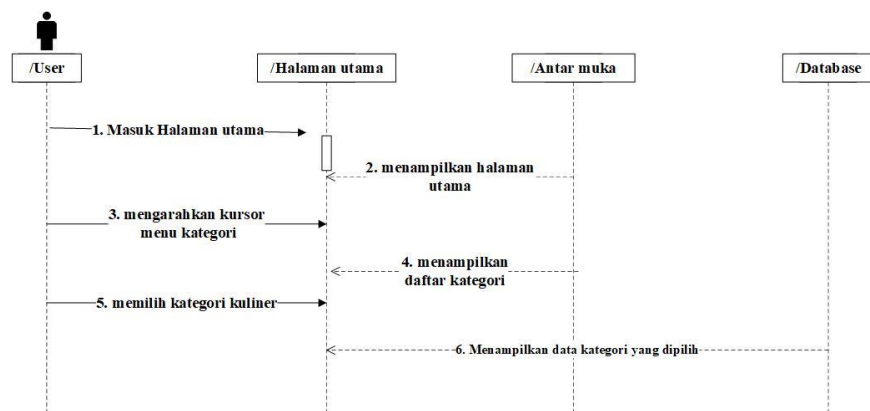 /User
/Halaman utama
/Antar muka
/Database
1. Masuk Halaman utama
2. menampilkan halaman
utama
3. mengarahkan kursor
menu kategori
4. menampilkan
daftar kategori
5. memilih kategori kuliner
6. Menampilkan data kategori yang dipilih